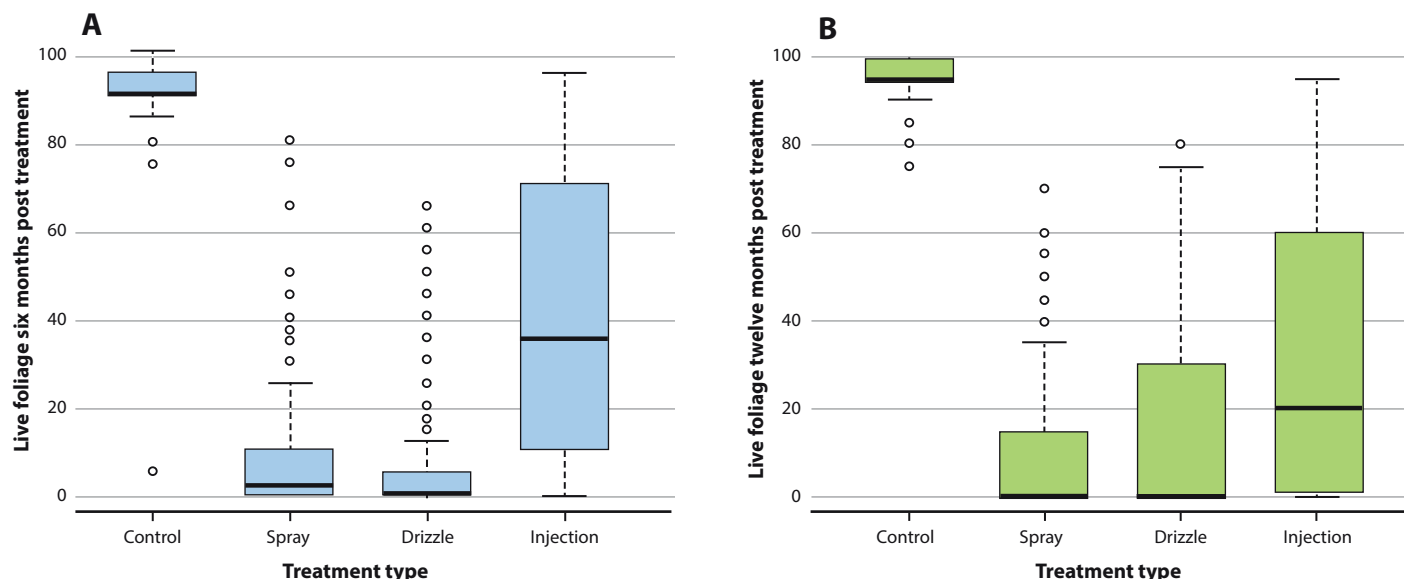 A
Live foliage six months post treatment
100
80
60
40
20
0
Control Spray Drizzle Injection
Treatment type
B
Live foliage twelve months post treatment
100
80
60
40
20
0
Control Spray Drizzle Injection
Treatment type